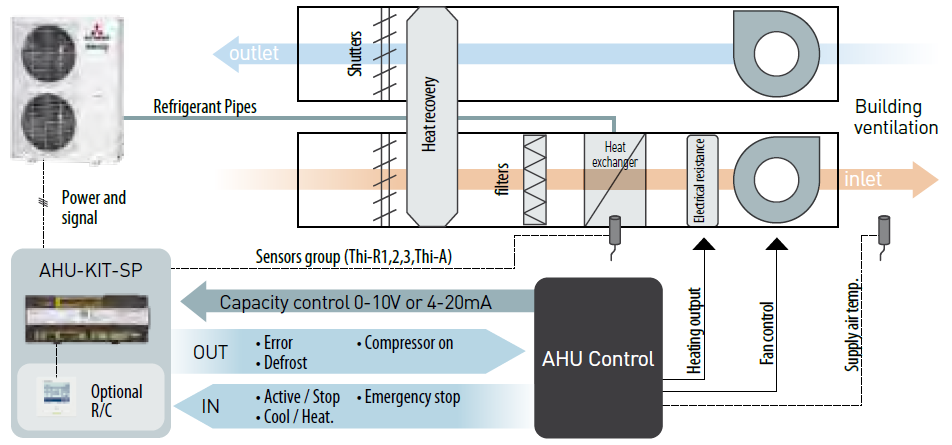 outlet
Shutters
Heat recovery
Refrigerant Pipes
Building
ventilation
filters
Heat
exchanger
Electrical resistance
inlet
Power and
signal
Sensors group (Thi-R1,2,3,Thi-A)
AHU-KIT-SP
Capacity control 0-10V or 4-20mA
OUT
• Error
• Compressor on
• Defrost
AHU Control
Heating output
Fan control
Supply air temp.
Optional
R/C
IN
• Active / Stop
• Emergency stop
• Cool / Heat.